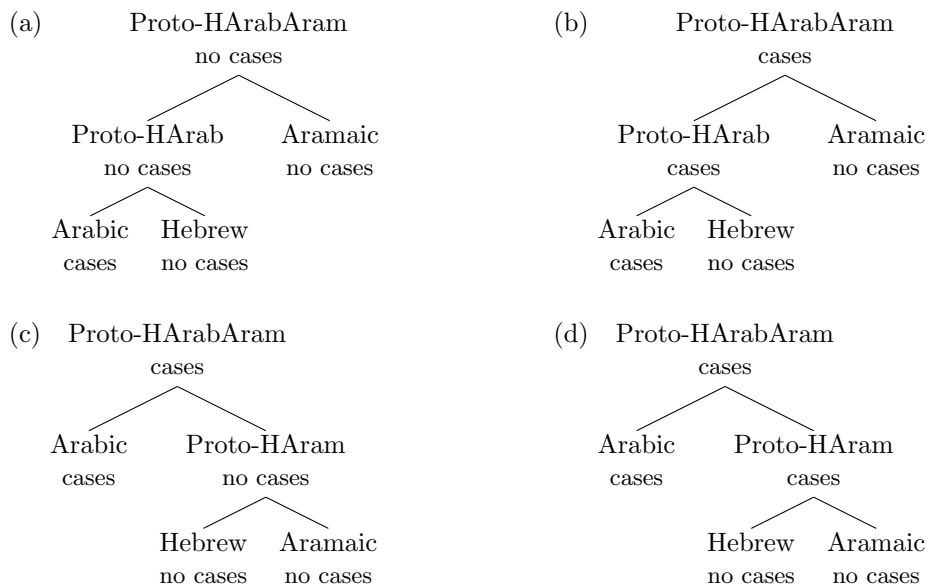 (a) Proto-HArabAram
no cases
Proto-HArab Aramaic
no cases no cases
Arabic Hebrew
cases no cases
(b) Proto-HArabAram
cases
Proto-HArab Aramaic
cases no cases
Arabic Hebrew
cases no cases
(c) Proto-HArabAram
cases
Arabic Proto-HAram
cases no cases
Hebrew Aramaic
no cases no cases
(d) Proto-HArabAram
cases
Arabic Proto-HAram
cases cases
Hebrew Aramaic
no cases no cases